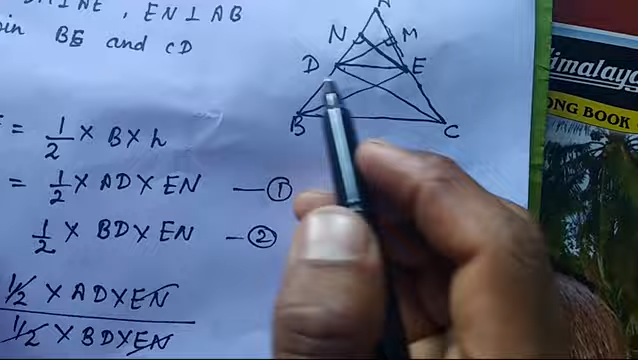 , EN⊥AB
BE and CD
= 1/2 × B × h
= 1/2 × AD × EN —①
1/2 × BD × EN —②
1/2 × AD × EN
1/2 × BD × EN
A
N M
D E
B C
Himalaya
ONG BOOK